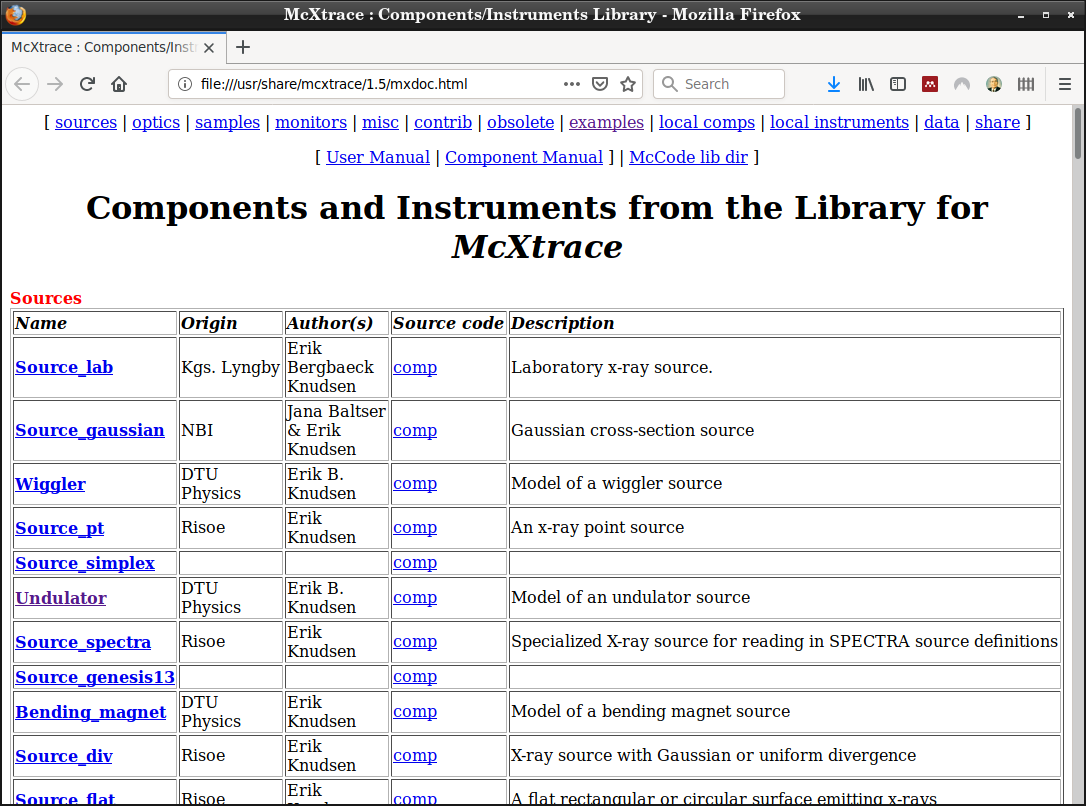 McXtrace : Components/Instruments Library - Mozilla Firefox
McXtrace : Components/Inst
file:///usr/share/mcxtrace/1.5/mxdoc.html
Search
[ sources | optics | samples | monitors | misc | contrib | obsolete | examples | local comps | local instruments | data | share ]
[ User Manual | Component Manual ] | McCode lib dir ]
Components and Instruments from the Library for
McXtrace
Sources
Name Origin Author(s) Source code Description
Source_lab Kgs. Lyngby Erik Bergbaeck Knudsen comp Laboratory x-ray source.
Source_gaussian NBI Jana Baltser & Erik Knudsen comp Gaussian cross-section source
Wiggler DTU Physics Erik B. Knudsen comp Model of a wiggler source
Source_pt Risoe Erik Knudsen comp An x-ray point source
Source_simplex comp
Undulator DTU Physics Erik B. Knudsen comp Model of an undulator source
Source_spectra Risoe Erik Knudsen comp Specialized X-ray source for reading in SPECTRA source definitions
Source_genesis13 comp
Bending_magnet DTU Physics Erik Knudsen comp Model of a bending magnet source
Source_div Risoe Erik Knudsen comp X-ray source with Gaussian or uniform divergence
Source_flat Risoe Erik comp A flat rectangular or circular surface emitting x-rays